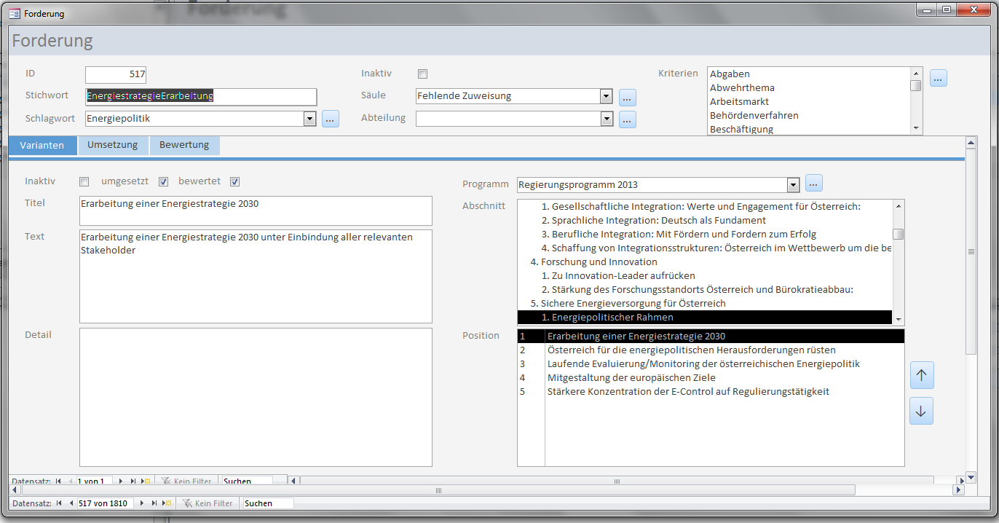 Forderung
Forderung
ID 517
Inaktiv
Kriterien
Abgaben
Abwehrthema
Arbeitsmarkt
Behördenverfahren
Beschäftigung
Stichwort EnergiestrategieErarbeitung
Säule Fehlende Zuweisung ...
Schlagwort Energiepolitik ...
Abteilung ...
...
Varianten Umsetzung Bewertung
Inaktiv umgesetzt bewertet
Programm Regierungsprogramm 2013 ...
Titel Erarbeitung einer Energiestrategie 2030
Text Erarbeitung einer Energiestrategie 2030 unter Einbindung aller relevanten
Stakeholder
Detail
Abschnitt
1. Gesellschaftliche Integration: Werte und Engagement für Österreich:
2. Sprachliche Integration: Deutsch als Fundament
3. Berufliche Integration: Mit Fördern und Fordern zum Erfolg
4. Schaffung von Integrationsstrukturen: Österreich im Wettbewerb um die be
4. Forschung und Innovation
1. Zu Innovation-Leader aufrücken
2. Stärkung des Forschungsstandorts Österreich und Bürokratieabbau:
5. Sichere Energieversorgung für Österreich
1. Energiepolitischer Rahmen
Position
1 Erarbeitung einer Energiestrategie 2030
2 Österreich für die energiepolitischen Herausforderungen rüsten
3 Laufende Evaluierung/Monitoring der österreichischen Energiepolitik
4 Mitgestaltung der europäischen Ziele
5 Stärkere Konzentration der E-Control auf Regulierungstätigkeit
Datensatz: 1 von 1 Kein Filter Suchen
Datensatz: 517 von 1810 Kein Filter Suchen